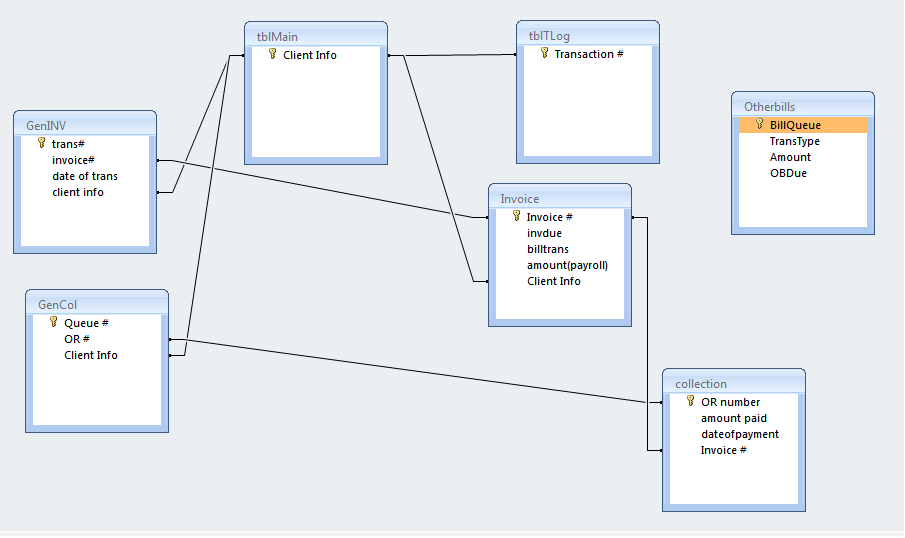 tblMain
Client Info
tblTLog
Transaction #
Otherbills
BillQueue
TransType
Amount
OBDue
GenINV
trans#
invoice#
date of trans
client info
Invoice
Invoice #
invdue
billtrans
amount(payroll)
Client Info
GenCol
Queue #
OR #
Client Info
collection
OR number
amount paid
dateofpayment
Invoice #